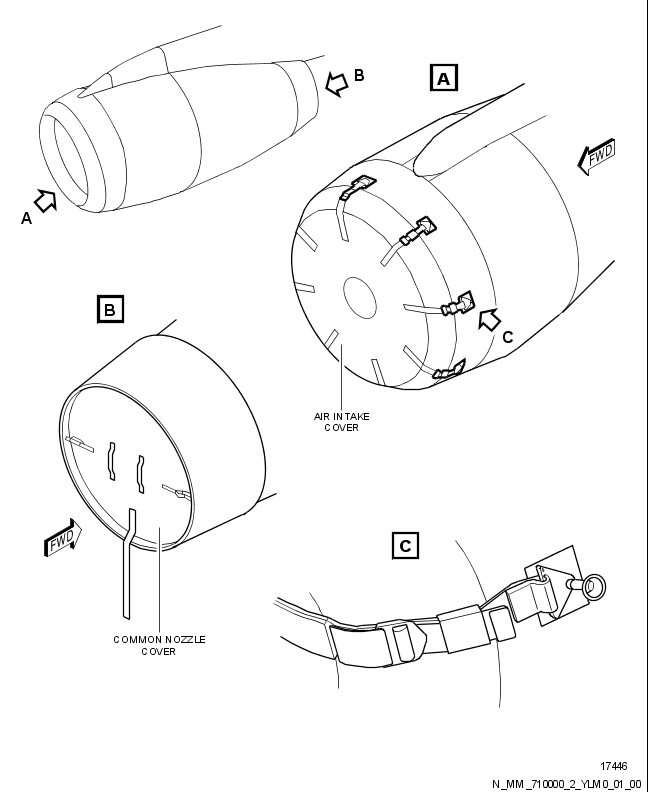 B
A
A
FWD
C
AIR INTAKE
COVER
B
FWD
COMMON NOZZLE
COVER
C
17446
N_MM_710000_2_YLM0_01_00